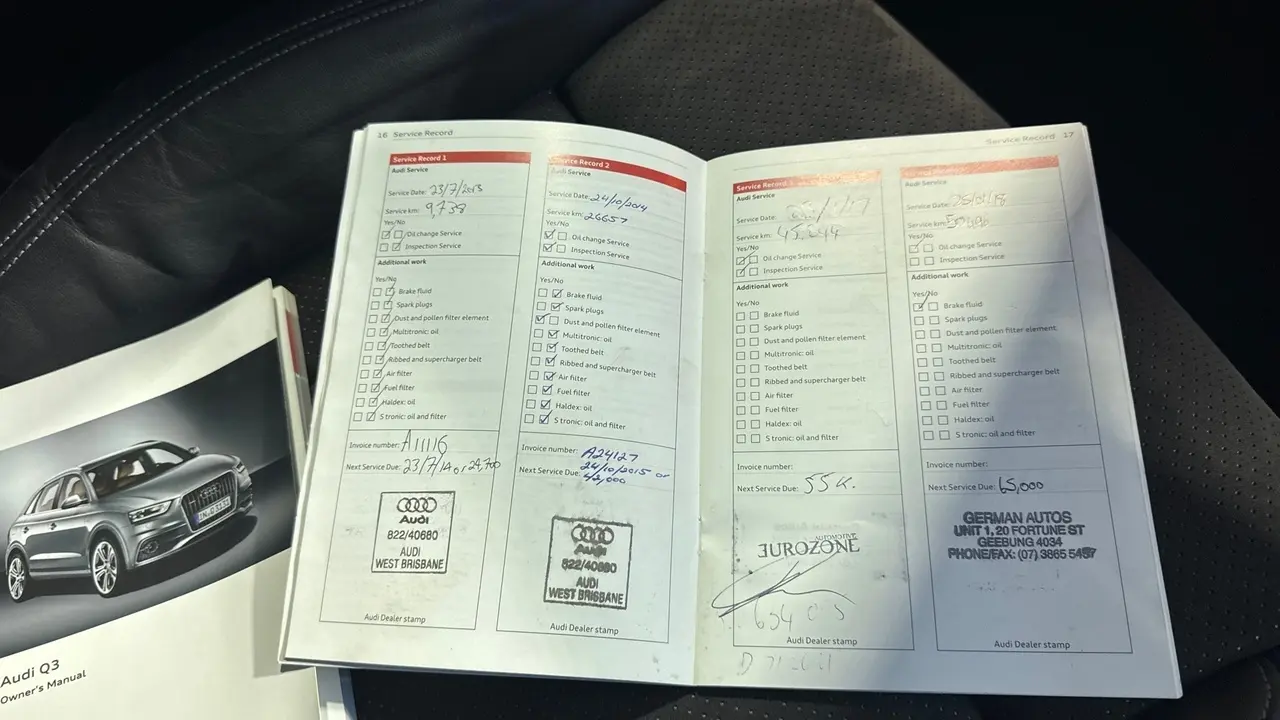 16 Service Record
Service Record 1
Audi Service
Service Date: 23/7/2013
Service km: 9,738
Yes/No
Oil change Service
Inspection Service
Additional work
Yes/No
Brake fluid
Spark plugs
Dust and pollen filter element
Multitronic: oil
Toothed belt
Ribbed and supercharger belt
Air filter
Fuel filter
Haldex: oil
S tronic: oil and filter
Invoice number: A11116
Next Service Due: 23/7/14 or 24,700
Audi
822/40680
AUDI
WEST BRISBANE
Audi Dealer stamp
Service Record 2
Audi Service
Service Date: 24/10/2014
Service km: 26657
Yes/No
Oil change Service
Inspection Service
Additional work
Yes/No
Brake fluid
Spark plugs
Dust and pollen filter element
Multitronic: oil
Toothed belt
Ribbed and supercharger belt
Air filter
Fuel filter
Haldex: oil
S tronic: oil and filter
Invoice number: A24127
Next Service Due: 24/10/2015 or
42,000
Audi
822/40680
AUDI
WEST BRISBANE
Audi Dealer stamp
Service Record 17
Service Record
Audi Service
Service Date
Service km:
Yes/No
Oil change Service
Inspection Service
Additional work
Yes/No
Brake fluid
Spark plugs
Dust and pollen filter element
Multitronic: oil
Toothed belt
Ribbed and supercharger belt
Air filter
Fuel filter
Haldex: oil
S tronic: oil and filter
Invoice number:
Next Service Due: 55K.
AUTOMOTIVE
EUROZONE
Audi Dealer stamp
Audi Service
Service Date:
Service km:
Yes/No
Oil change Service
Inspection Service
Additional work
Yes/No
Brake fluid
Spark plugs
Dust and pollen filter element
Multitronic: oil
Toothed belt
Ribbed and supercharger belt
Air filter
Fuel filter
Haldex: oil
S tronic: oil and filter
Invoice number:
Next Service Due: 65,000
GERMAN AUTOS
UNIT 1, 20 FORTUNE ST
GEEBUNG 4034
PHONE/FAX: (07) 3865 5457
Audi Dealer stamp
Audi Q3
Owner's Manual